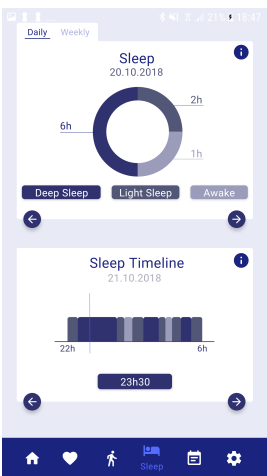 21% 18:47
Daily Weekly
Sleep
20.10.2018
2h
6h
1h
Deep Sleep Light Sleep Awake
Sleep Timeline
21.10.2018
22h 6h
23h30
Sleep